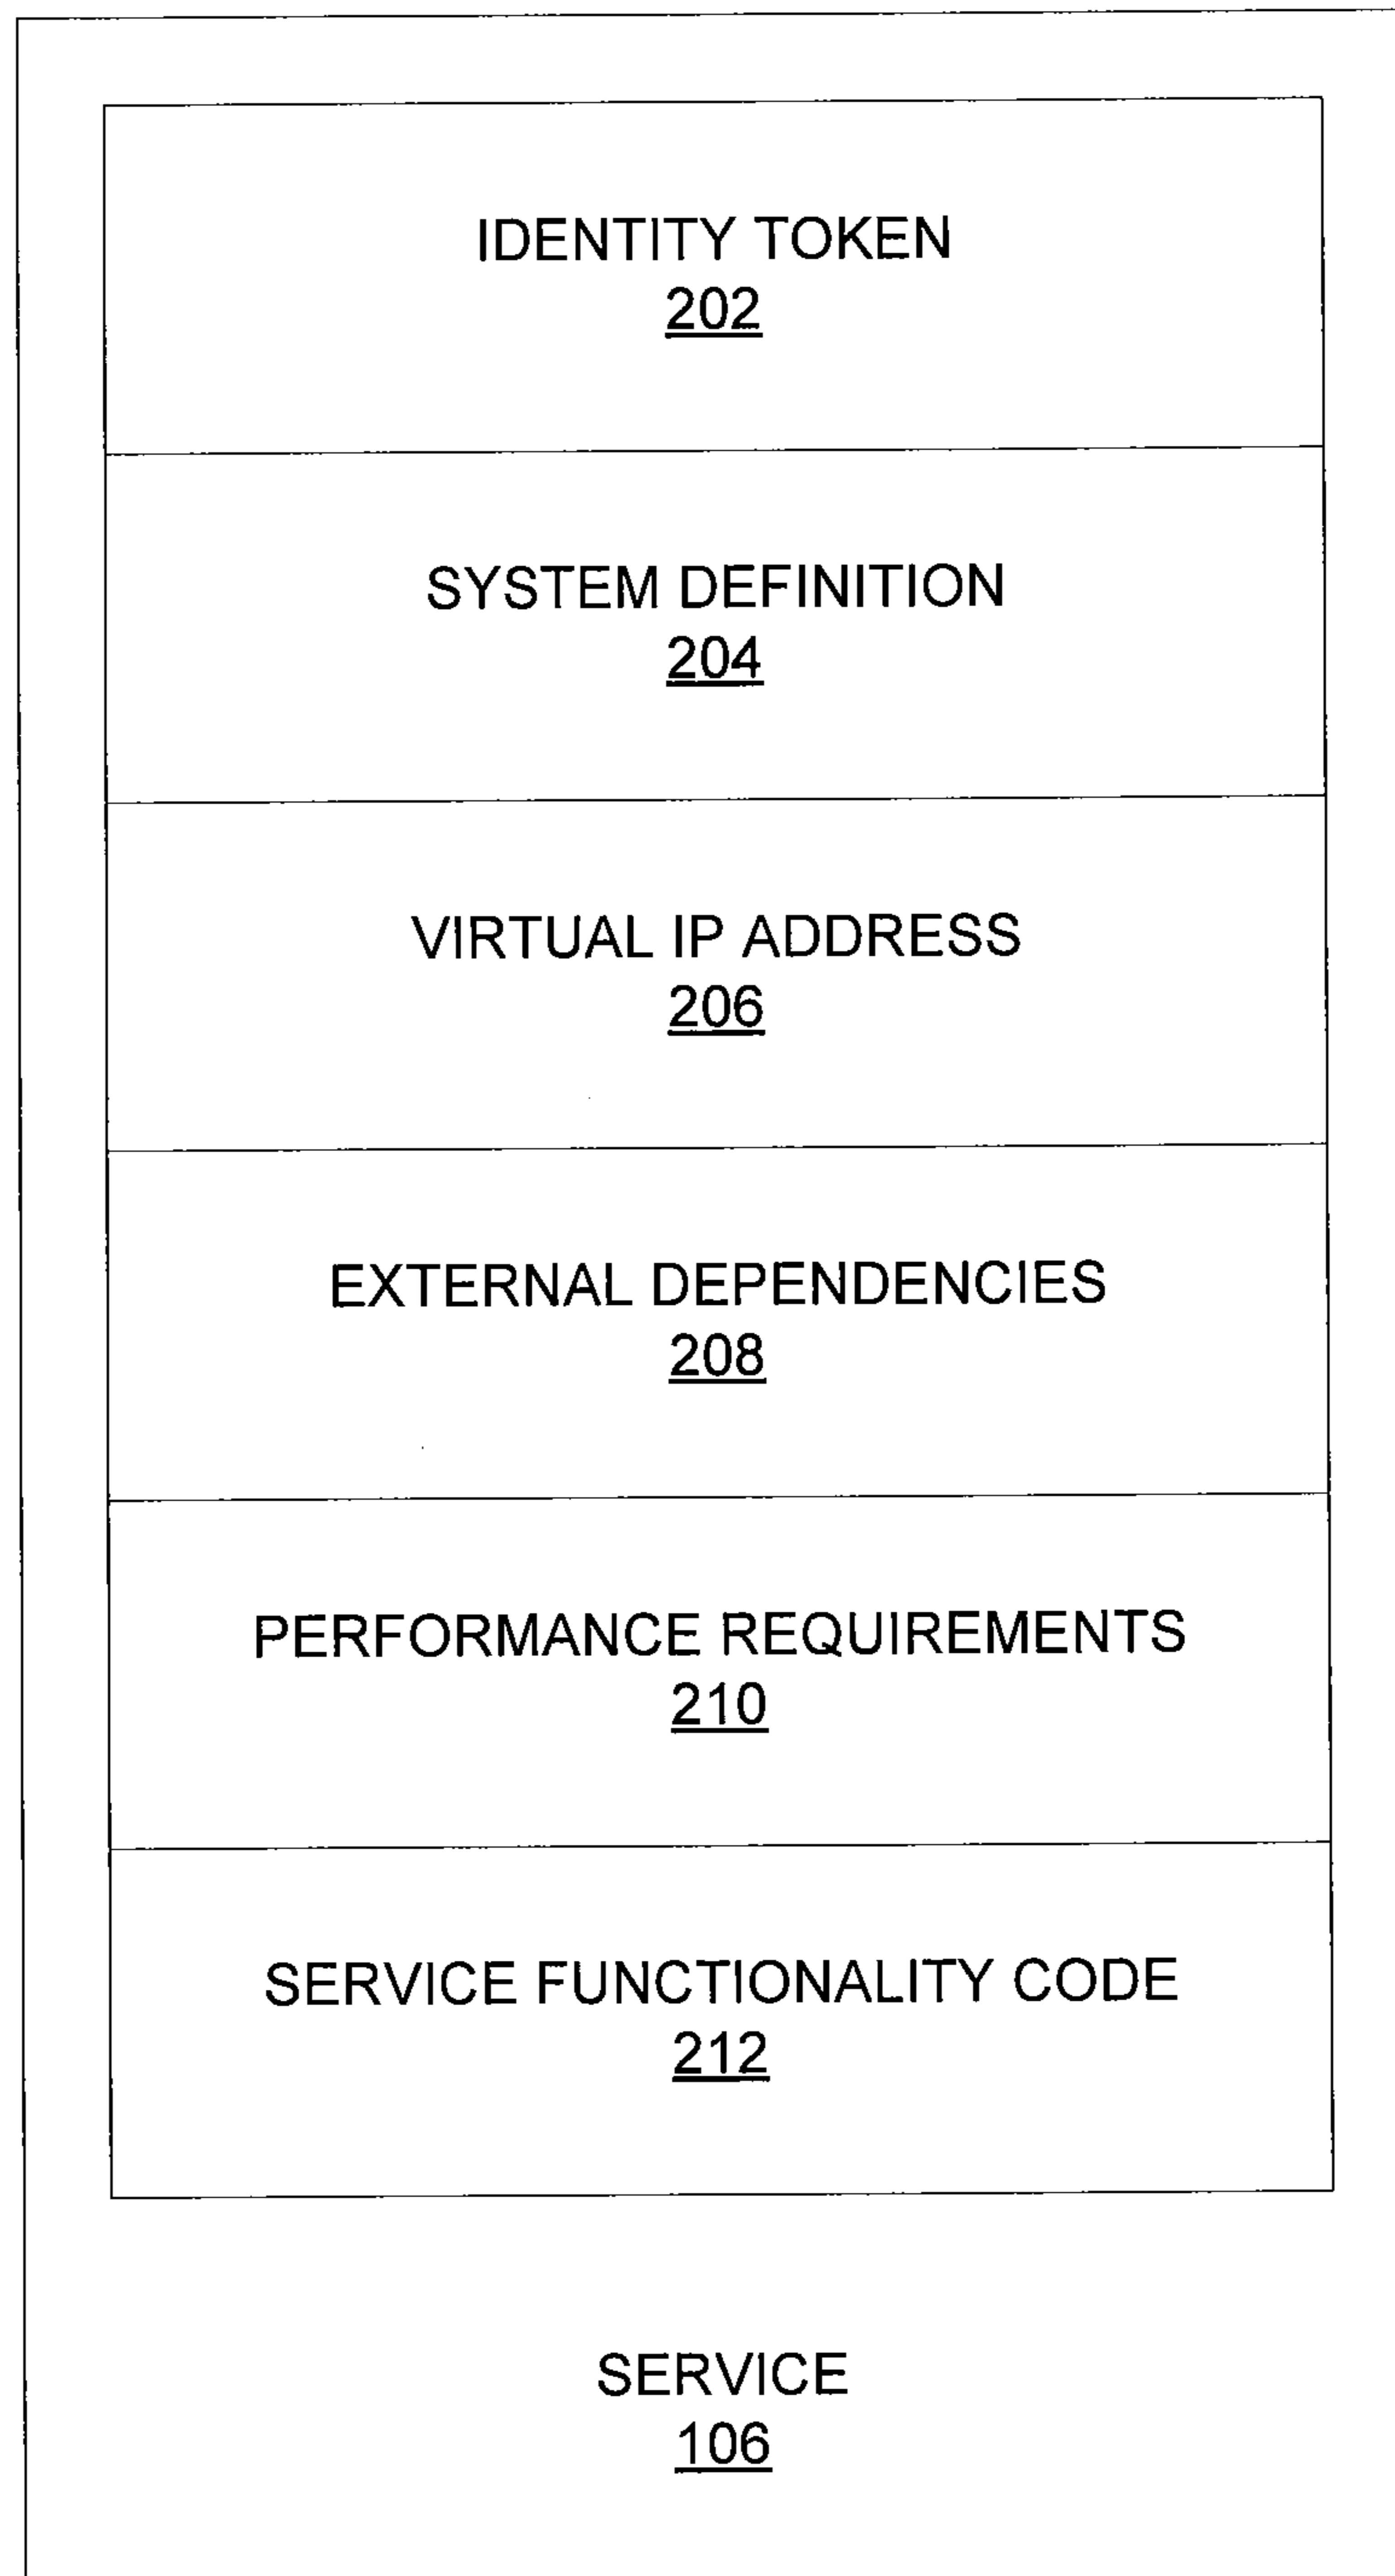 IDENTITY TOKEN
202
SYSTEM DEFINITION
204
VIRTUAL IP ADDRESS
206
EXTERNAL DEPENDENCIES
208
PERFORMANCE REQUIREMENTS
210
SERVICE FUNCTIONALITY CODE
212
SERVICE
106